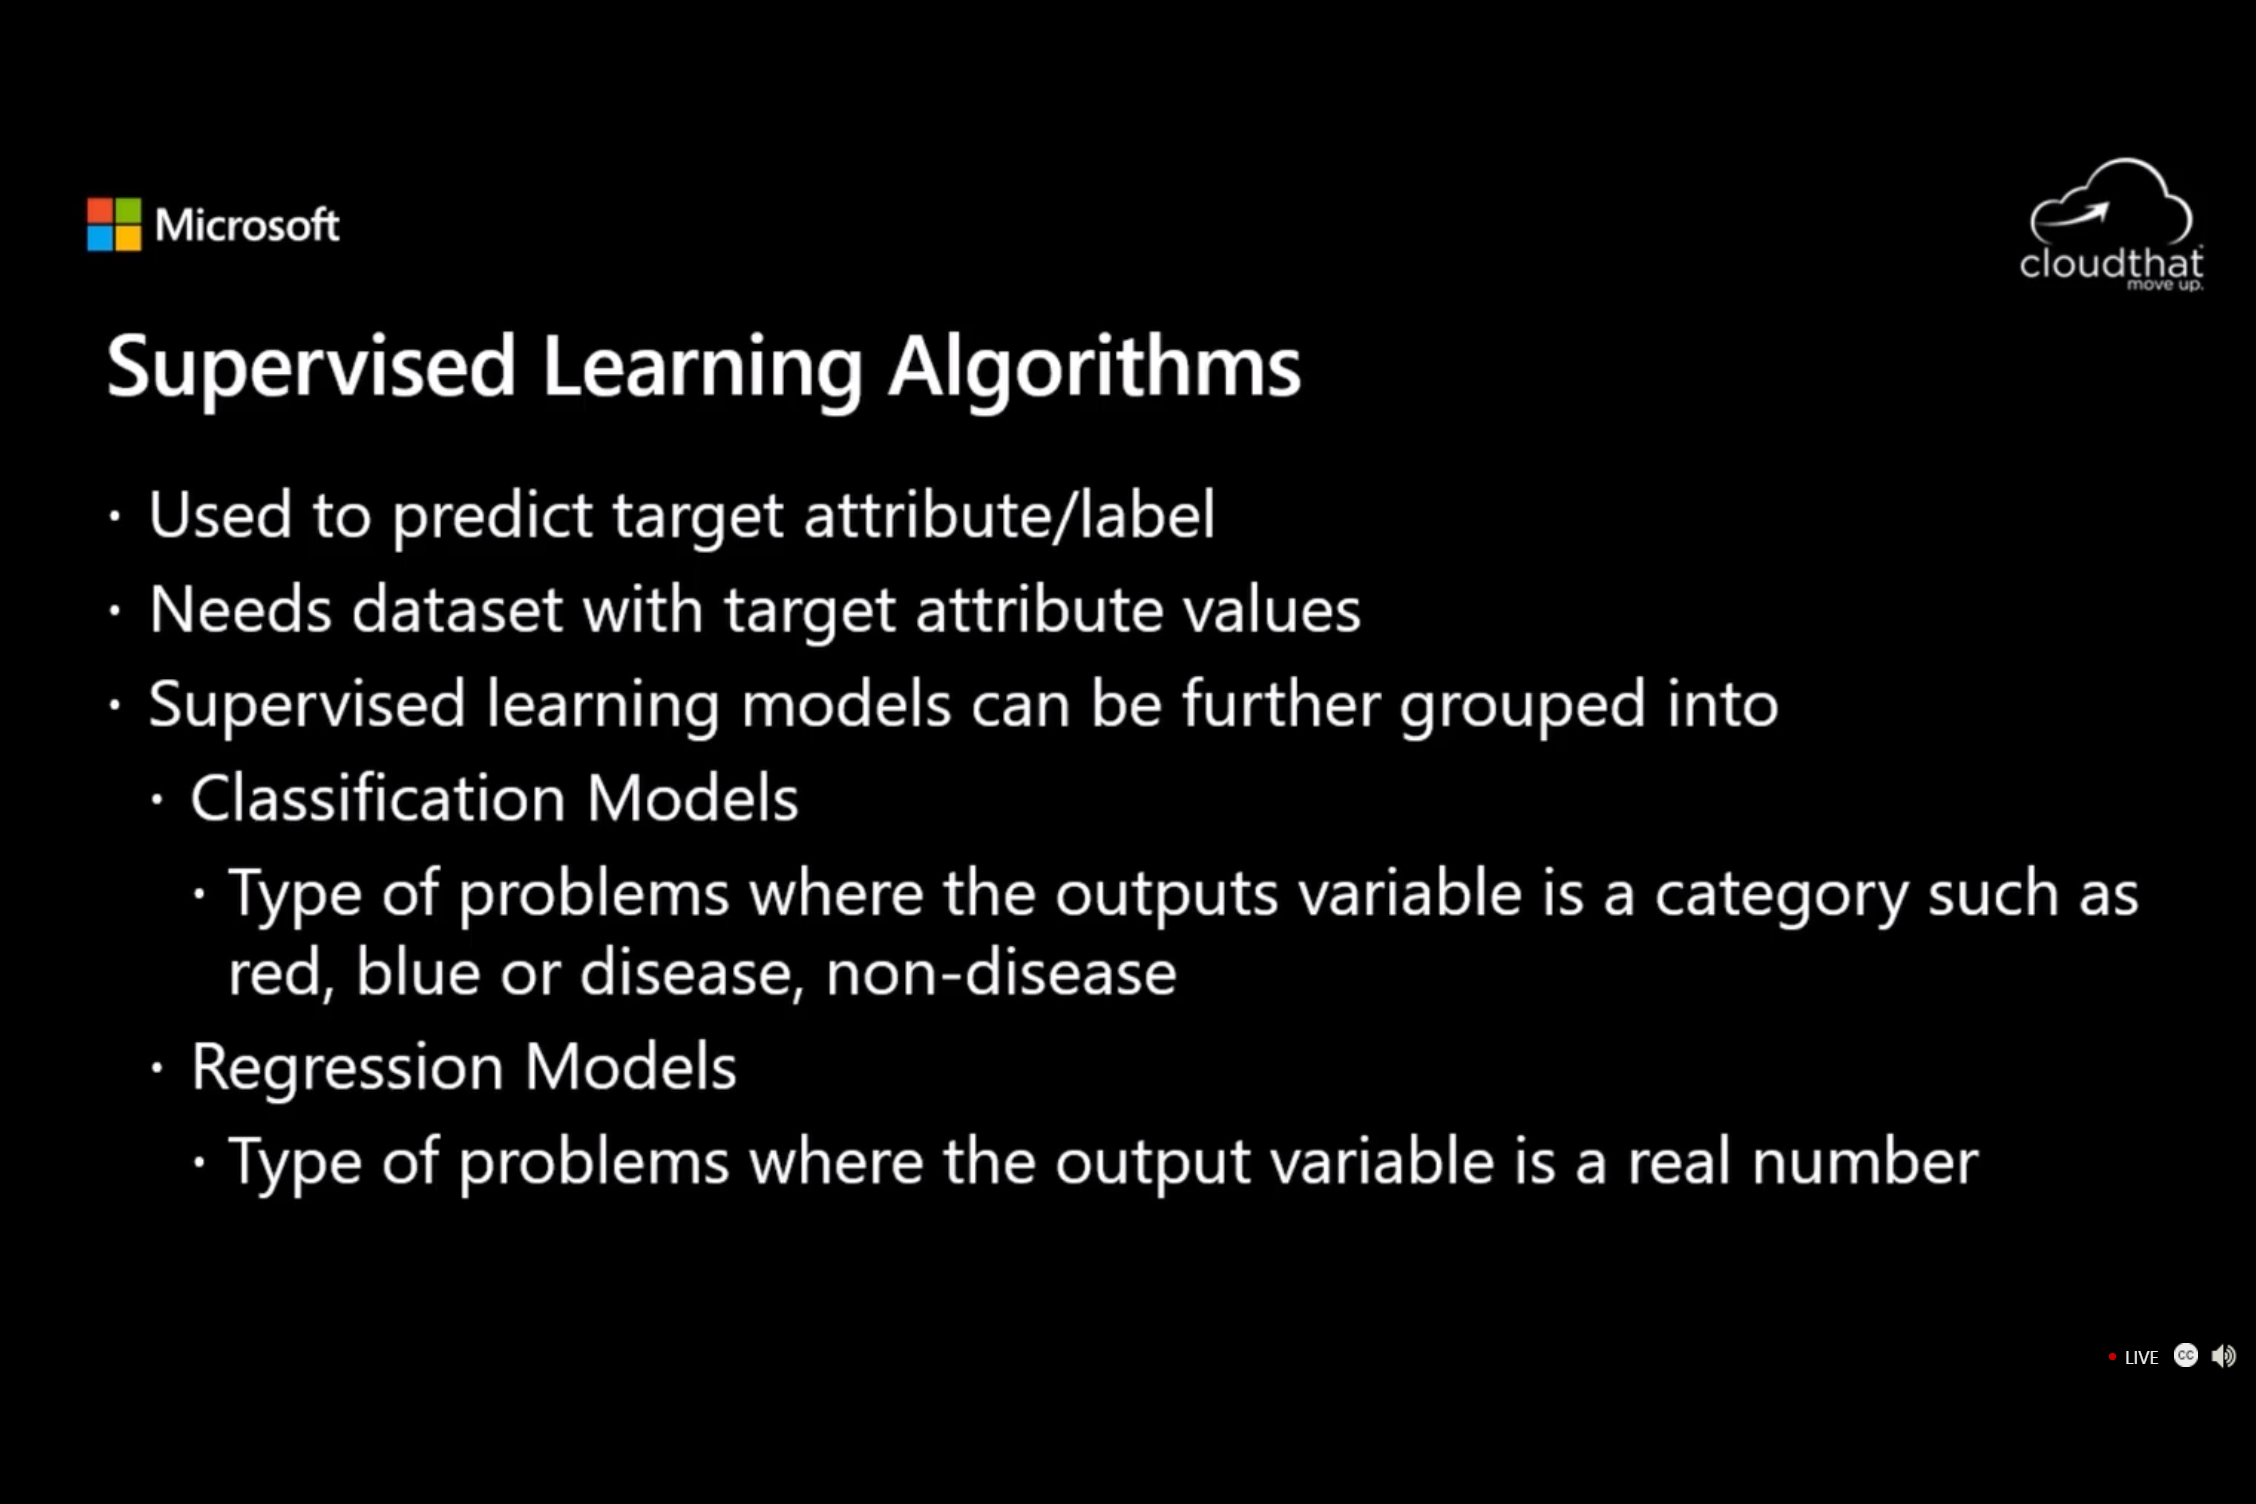 Microsoft
cloudthat
move up.
Supervised Learning Algorithms
· Used to predict target attribute/label
· Needs dataset with target attribute values
· Supervised learning models can be further grouped into
· Classification Models
· Type of problems where the outputs variable is a category such as
red, blue or disease, non-disease
· Regression Models
· Type of problems where the output variable is a real number
LIVE CC